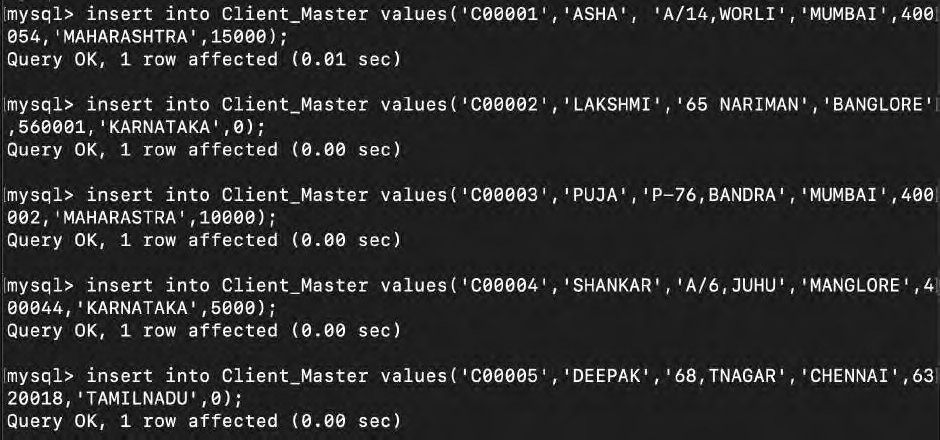 mysql> insert into Client_Master values('C00001','ASHA', 'A/14,WORLI','MUMBAI',400
054,'MAHARASHTRA',15000);
Query OK, 1 row affected (0.01 sec)
mysql> insert into Client_Master values('C00002','LAKSHMI','65 NARIMAN','BANGLORE'
,560001,'KARNATAKA',0);
Query OK, 1 row affected (0.00 sec)
mysql> insert into Client_Master values('C00003','PUJA','P-76,BANDRA','MUMBAI',400
002,'MAHARASTRA',10000);
Query OK, 1 row affected (0.00 sec)
mysql> insert into Client_Master values('C00004','SHANKAR','A/6,JUHU','MANGLORE',4
00044,'KARNATAKA',5000);
Query OK, 1 row affected (0.00 sec)
mysql> insert into Client_Master values('C00005','DEEPAK','68,TNAGAR','CHENNAI',63
20018,'TAMILNADU',0);
Query OK, 1 row affected (0.00 sec)